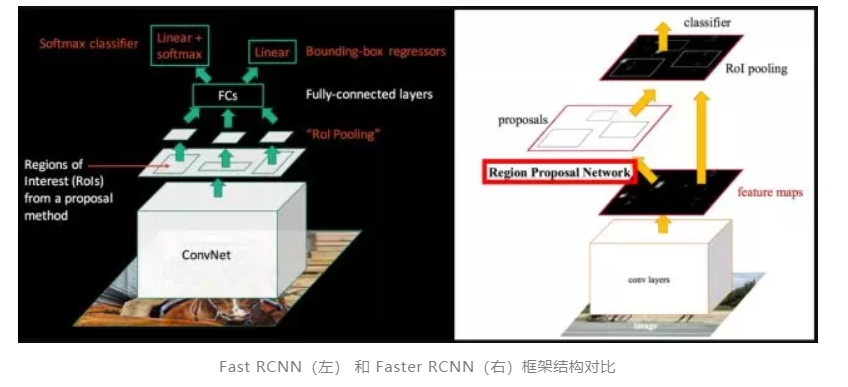 Softmax classifier
Linear +
softmax
Linear
Bounding-box regressors
FCs
Fully-connected layers
"RoI Pooling"
Regions of
Interest (RoIs)
from a proposal
method
ConvNet
classifier
RoI pooling
proposals
Region Proposal Network
feature maps
conv layers
image
Fast RCNN（左） 和 Faster RCNN（右）框架结构对比